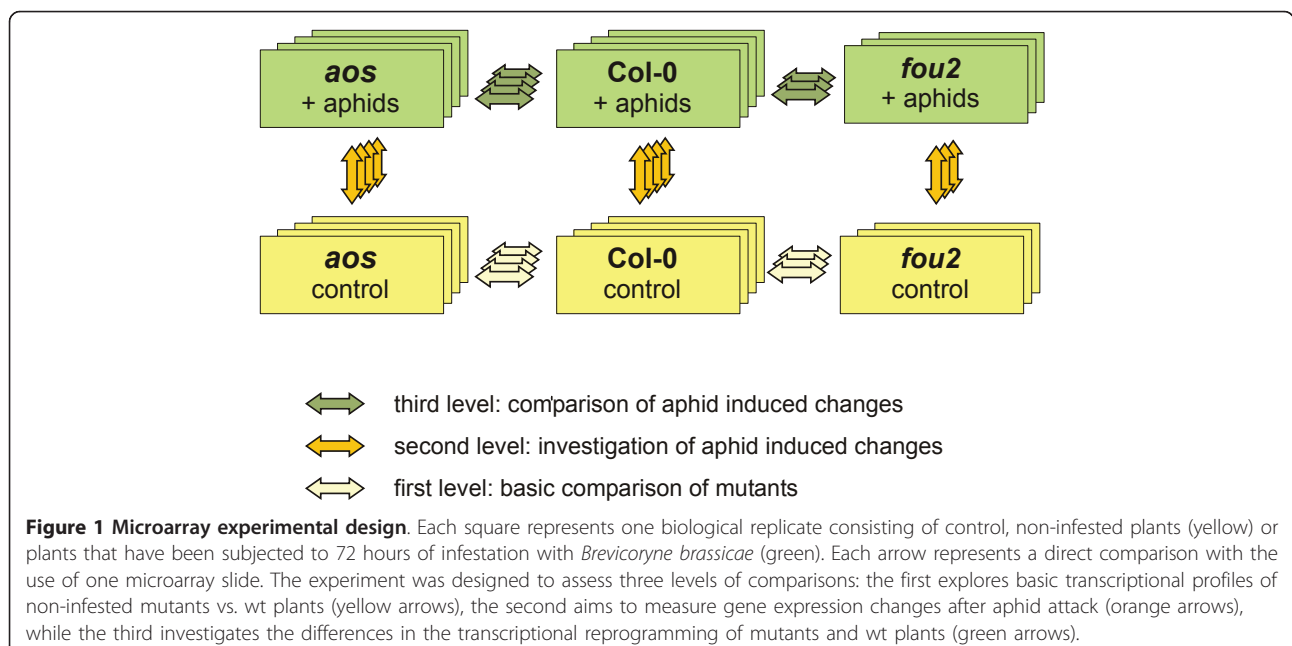 aos
+ aphids
Col-0
+ aphids
fou2
+ aphids
aos
control
Col-0
control
fou2
control
third level: comparison of aphid induced changes
second level: investigation of aphid induced changes
first level: basic comparison of mutants
Figure 1 Microarray experimental design. Each square represents one biological replicate consisting of control, non-infested plants (yellow) or
plants that have been subjected to 72 hours of infestation with Brevicoryne brassicae (green). Each arrow represents a direct comparison with the
use of one microarray slide. The experiment was designed to assess three levels of comparisons: the first explores basic transcriptional profiles of
non-infested mutants vs. wt plants (yellow arrows), the second aims to measure gene expression changes after aphid attack (orange arrows),
while the third investigates the differences in the transcriptional reprogramming of mutants and wt plants (green arrows).